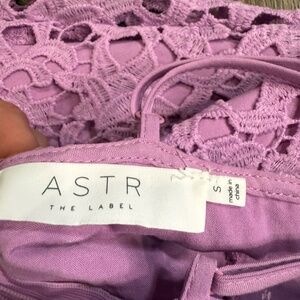 ASTR
THE LABEL
S
made in
china